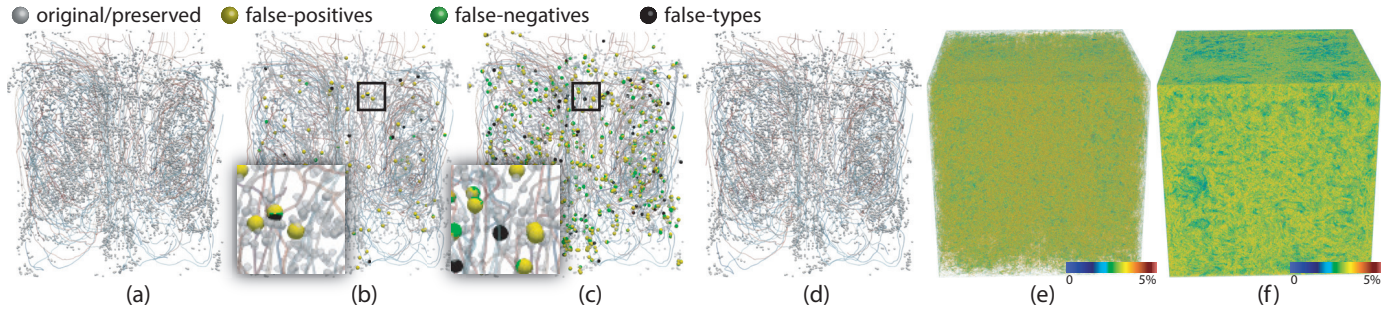 original/preserved false-positives false-negatives false-types
0 5% 0 5%
(a) (b) (c) (d) (e) (f)